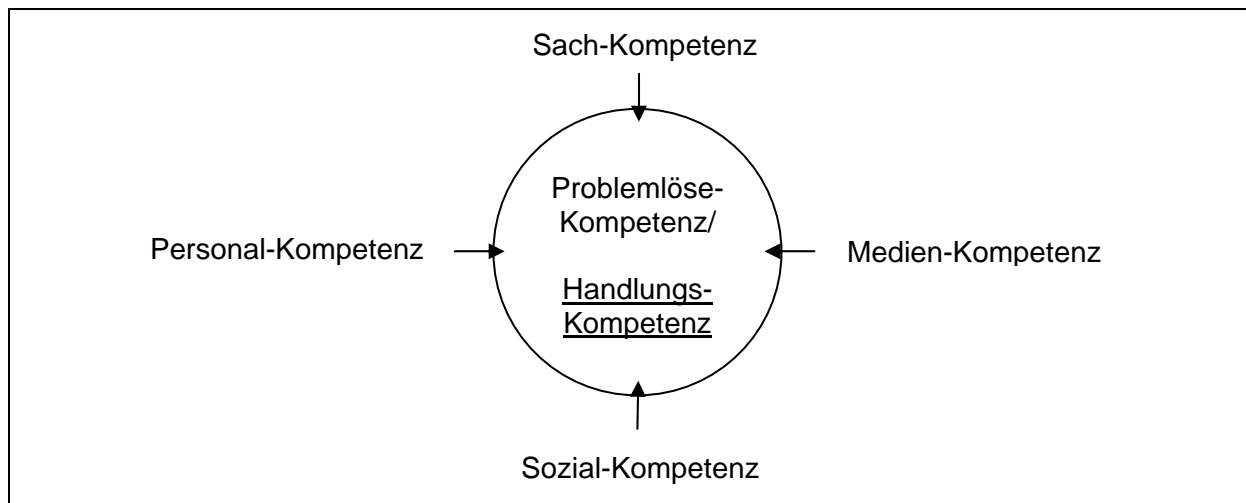 Sach-Kompetenz
Problemlöse-
Kompetenz/
Personal-Kompetenz
Medien-Kompetenz
Handlungs-
Kompetenz
Sozial-Kompetenz